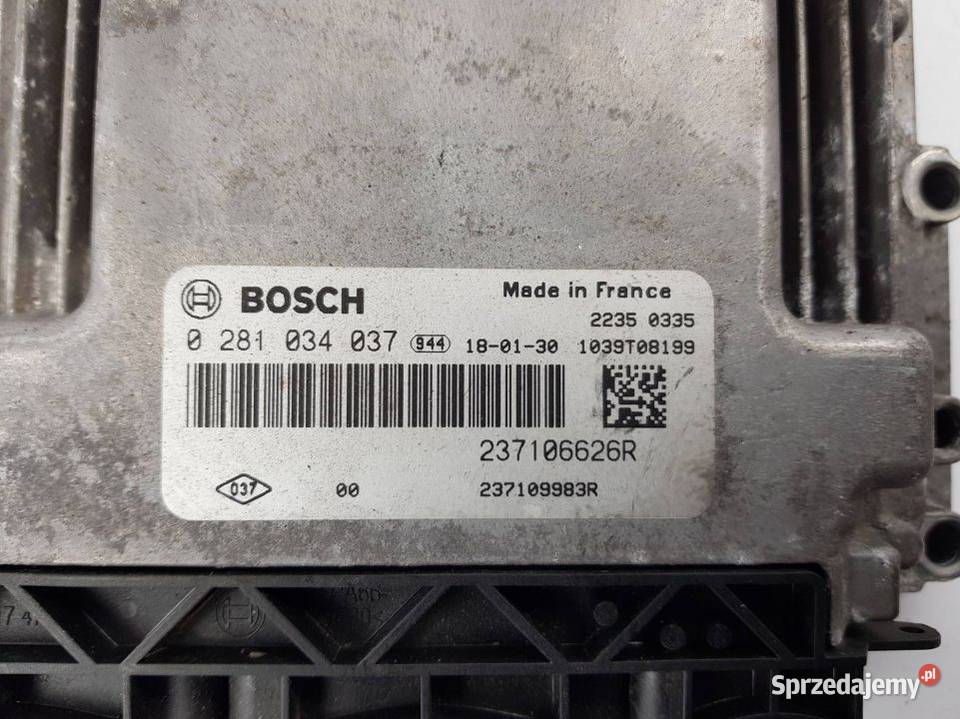 BOSCH Made in France
2235 0335
0 281 034 037 944 18-01-30 1039T08199
237106626R
037 00 237109983R
Sprzedajemy.pl